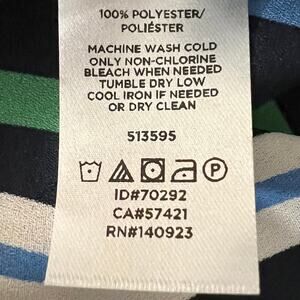 100% POLYESTER/
POLIÉSTER
MACHINE WASH COLD
ONLY NON-CHLORINE
BLEACH WHEN NEEDED
TUMBLE DRY LOW
COOL IRON IF NEEDED
OR DRY CLEAN
513595
P
ID#70292
CA#57421
RN#140923